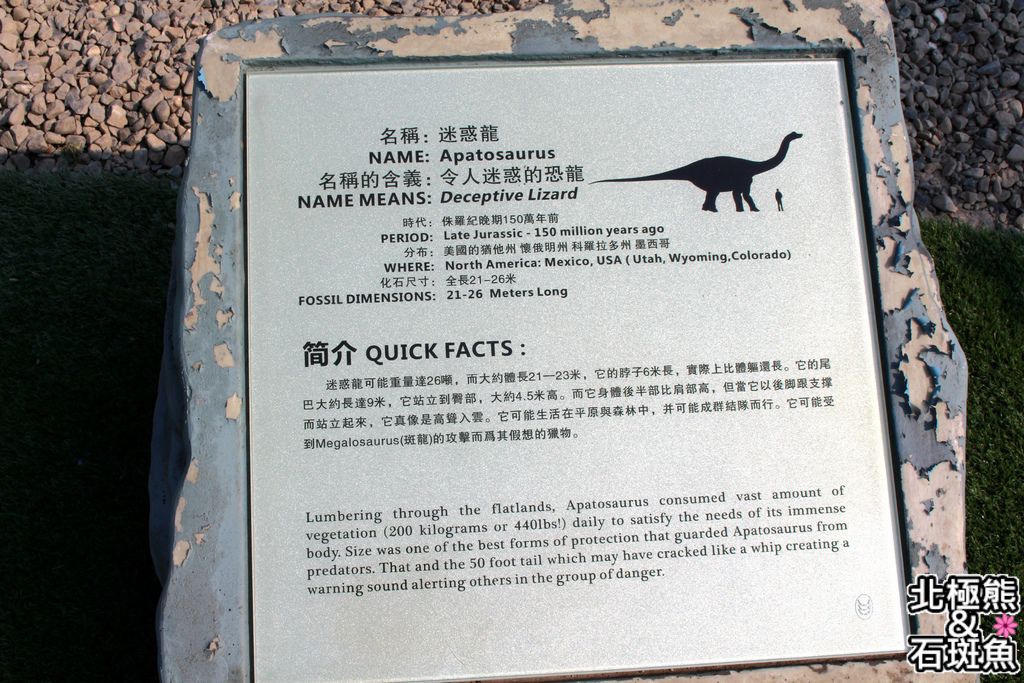 名稱：迷惑龍
NAME: Apatosaurus
名稱的含義：令人迷惑的恐龍
NAME MEANS: Deceptive Lizard
時代：侏羅紀晚期150萬年前
PERIOD: Late Jurassic - 150 million years ago
分布：美國的猶他州 懷俄明州 科羅拉多州 墨西哥
WHERE: North America: Mexico, USA ( Utah, Wyoming,Colorado)
化石尺寸：全長21-26米
FOSSIL DIMENSIONS: 21-26 Meters Long
简介 QUICK FACTS :
迷惑龍可能重量達26噸，而大約體長21—23米，它的脖子6米長，實際上比體軀還長。它的尾
巴大約長達9米，它站立到臀部，大約4.5米高。而它身體後半部比肩部高，但當它以後脚跟支撐
而站立起來，它真像是高聳入雲。它可能生活在平原與森林中，并可能成群結隊而行。它可能受
到Megalosaurus(斑龍)的攻擊而爲其假想的獵物。
Lumbering through the flatlands, Apatosaurus consumed vast amount of
vegetation (200 kilograms or 440lbs!) daily to satisfy the needs of its immense
body. Size was one of the best forms of protection that guarded Apatosaurus from
predators. That and the 50 foot tail which may have cracked like a whip creating a
warning sound alerting others in the group of danger.
北極熊
&
石斑魚